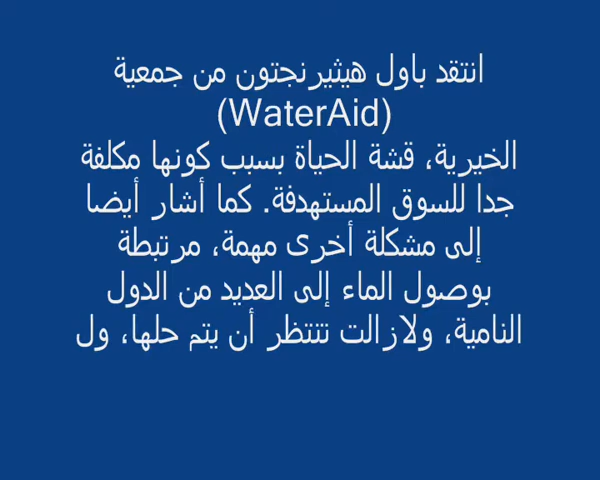 انتقد باول هيثيرنجتون من جمعية
(WaterAid)
الخيرية، قشة الحياة بسبب كونها مكلفة
جدا للسوق المستهدفة. كما أشار أيضا
إلى مشكلة أخرى مهمة، مرتبطة
بوصول الماء إلى العديد من الدول
النامية، ولازالت تنتظر أن يتم حلها، ول